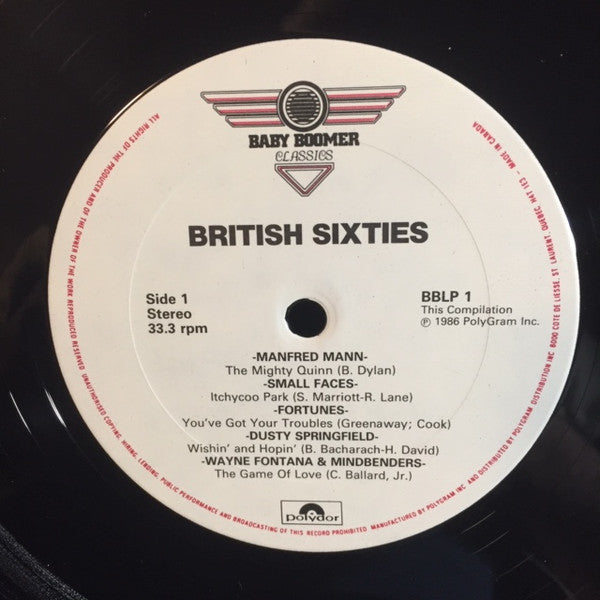 BABY BOOMER
CLASSICS
BRITISH SIXTIES
Side 1
Stereo
33.3 rpm
BBLP 1
This Compilation
℗ 1986 PolyGram Inc.
-MANFRED MANN-
The Mighty Quinn (B. Dylan)
-SMALL FACES-
Itchycoo Park (S. Marriott-R. Lane)
-FORTUNES-
You've Got Your Troubles (Greenaway; Cook)
-DUSTY SPRINGFIELD-
Wishin' and Hopin' (B. Bacharach-H. David)
-WAYNE FONTANA & MINDBENDERS-
The Game Of Love (C. Ballard, Jr.)
polydor
ALL RIGHTS OF THE PRODUCER AND OF THE OWNER OF THE WORK REPRODUCED RESERVED. UNAUTHORISED COPYING, HIRING, LENDING, PUBLIC PERFORMANCE AND BROADCASTING OF THIS RECORD PROHIBITED. MANUFACTURED BY POLYGRAM INC AND DISTRIBUTED BY POLYGRAM DISTRIBUTION INC 6000 COTE DE LIESSE, ST LAURENT, QUEBEC, H4T 1E3 - MADE IN CANADA